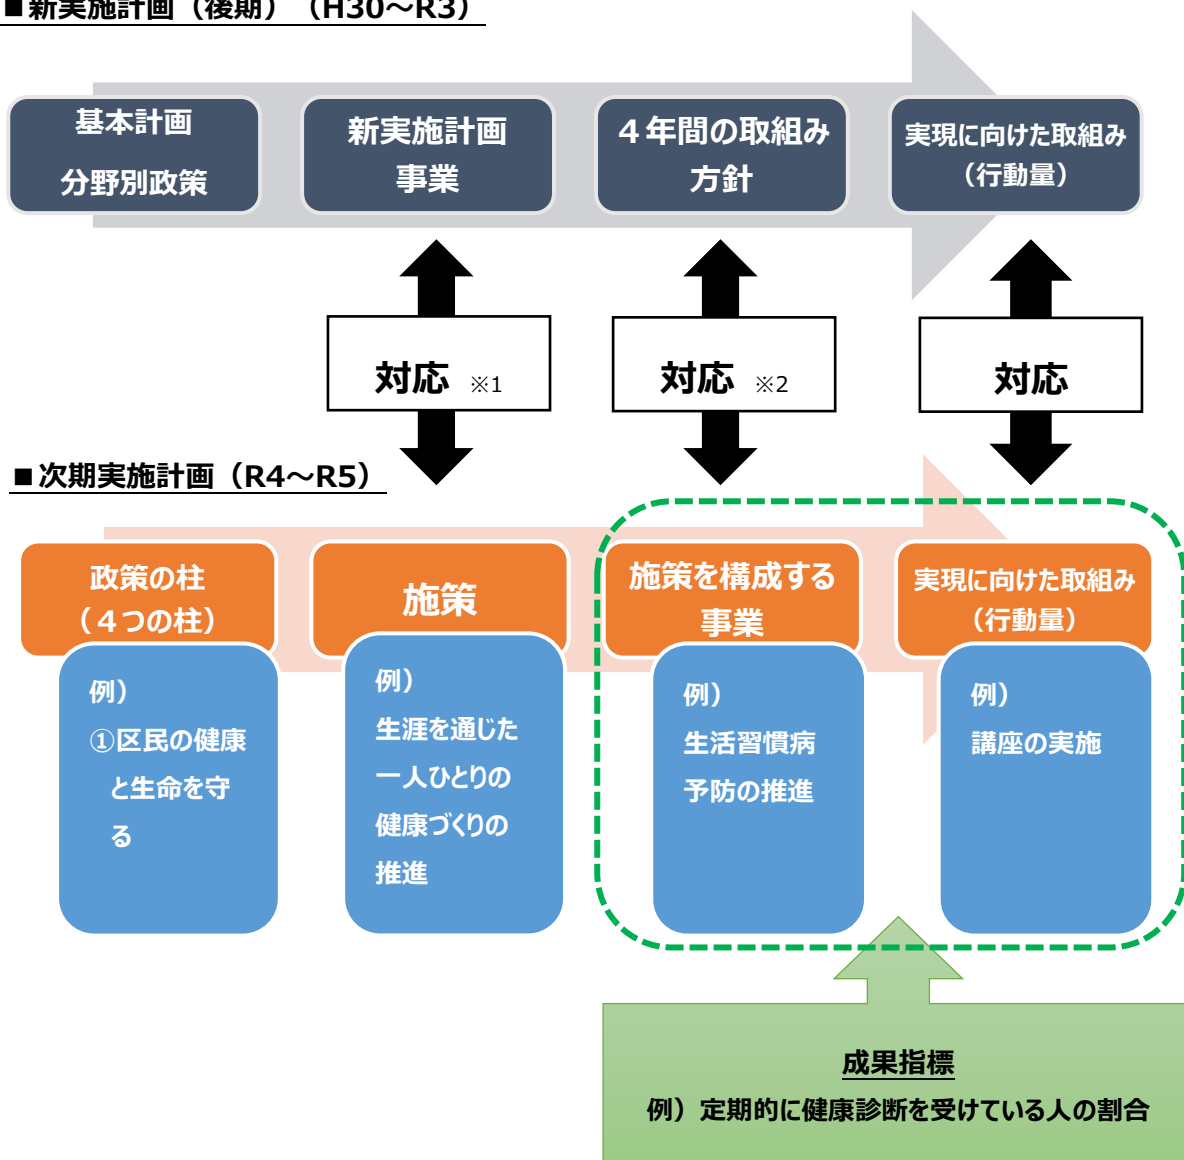 ■新実施計画（後期）（H30～R3）
基本計画
分野別政策
新実施計画
事業
４年間の取組み
方針
実現に向けた取組み
（行動量）
対応 ※1
対応 ※2
対応
■次期実施計画（R4～R5）
政策の柱
（４つの柱）
施策
施策を構成する
事業
実現に向けた取組み
（行動量）
例）
①区民の健康
と生命を守
る
例）
生涯を通じた
一人ひとりの
健康づくりの
推進
例）
生活習慣病
予防の推進
例）
講座の実施
成果指標
例）定期的に健康診断を受けている人の割合